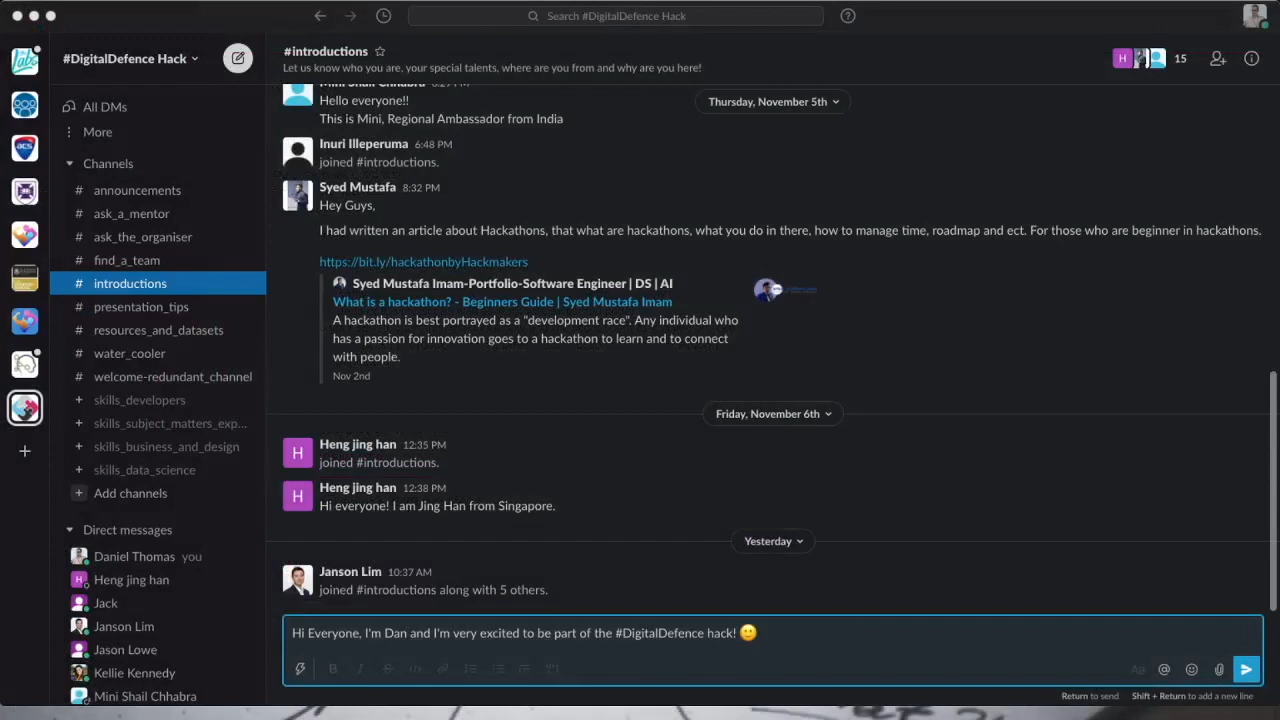 Search #DigitalDefence Hack
#DigitalDefence Hack
All DMs
More
Channels
# announcements
# ask_a_mentor
# ask_the_organiser
# find_a_team
# introductions
# presentation_tips
# resources_and_datasets
# water_cooler
# welcome-redundant_channel
+ skills_developers
+ skills_subject_matters_exp...
+ skills_business_and_design
+ skills_data_science
+ Add channels
Direct messages
Daniel Thomas you
Heng jing han
Jack
Janson Lim
Jason Lowe
Kellie Kennedy
Mini Shail Chhabra
#introductions
Let us know who you are, your special talents, where are you from and why are you here!
15
Mini Shail Chhabra 6:29 PM
Thursday, November 5th
Hello everyone!!
This is Mini, Regional Ambassador from India
Inuri Illeperuma 6:48 PM
joined #introductions.
Syed Mustafa 8:32 PM
Hey Guys,
I had written an article about Hackathons, that what are hackathons, what you do in there, how to manage time, roadmap and ect. For those who are beginner in hackathons.
https://bit.ly/hackathonbyHackmakers
Syed Mustafa Imam-Portfolio-Software Engineer | DS | AI
What is a hackathon? - Beginners Guide | Syed Mustafa Imam
A hackathon is best portrayed as a "development race". Any individual who
has a passion for innovation goes to a hackathon to learn and to connect
with people.
Nov 2nd
Friday, November 6th
H
Heng jing han 12:35 PM
joined #introductions.
H
Heng jing han 12:38 PM
Hi everyone! I am Jing Han from Singapore.
Yesterday
Janson Lim 10:37 AM
joined #introductions along with 5 others.
Hi Everyone, I'm Dan and I'm very excited to be part of the #DigitalDefence hack! 🙂
Return to send Shift + Return to add a new line